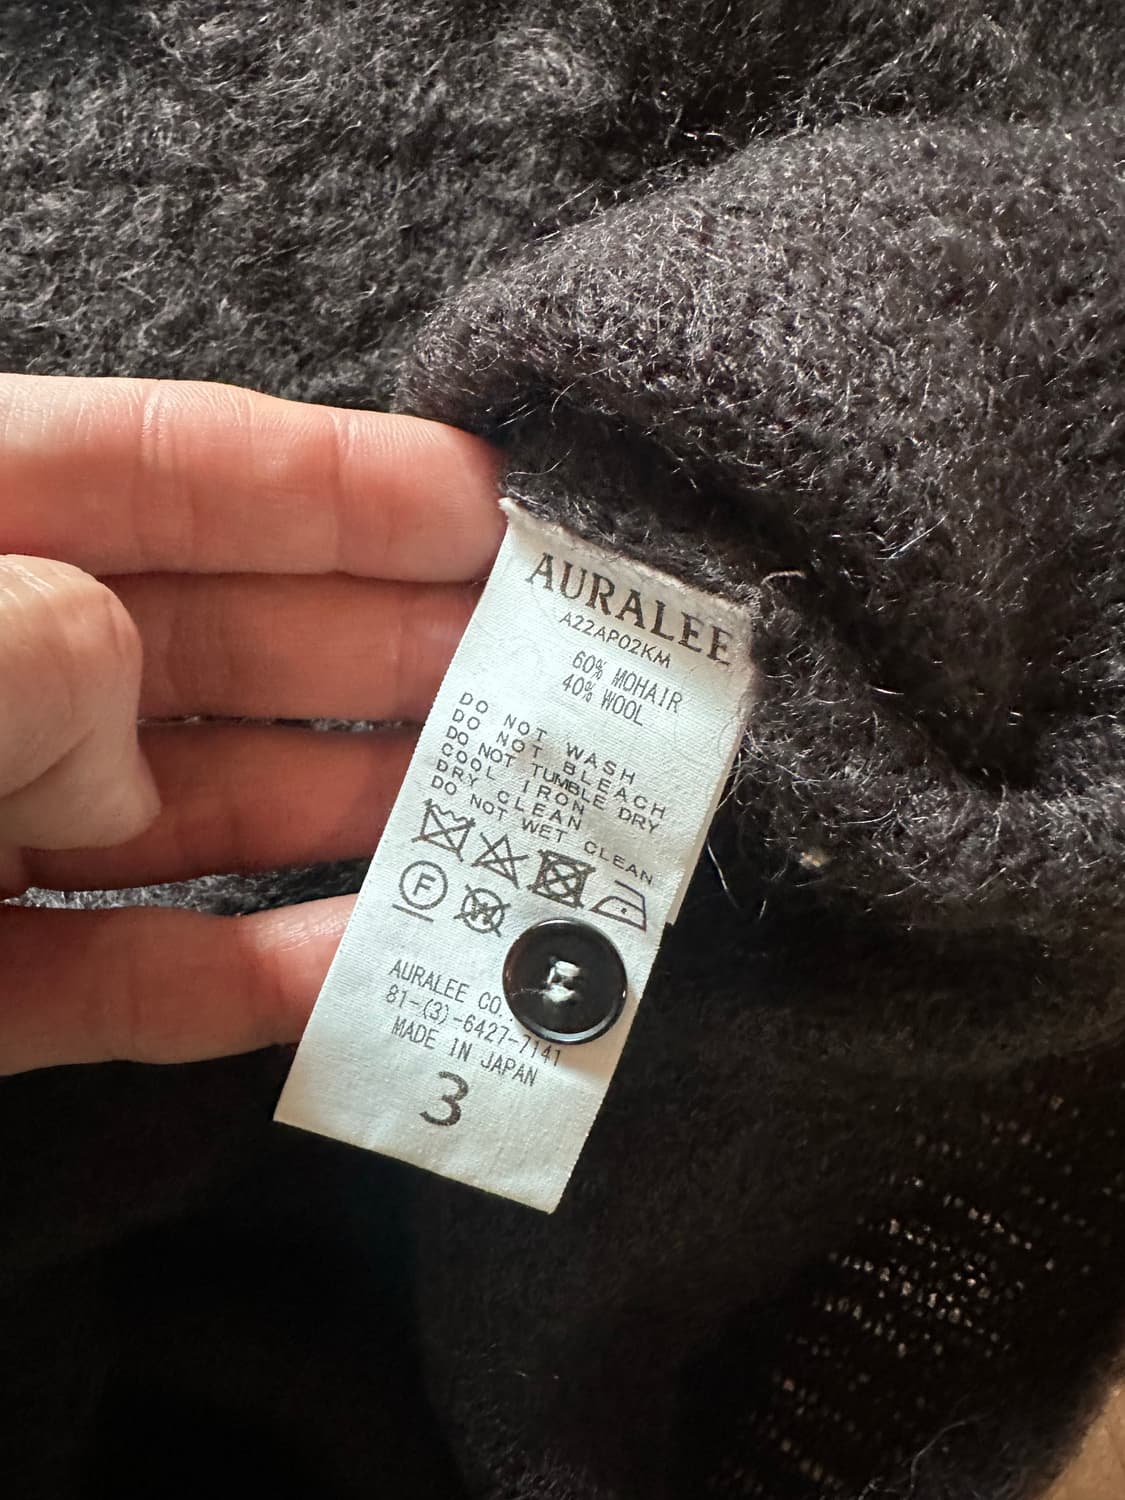 AURALEE
A22AP02KM
60% MOHAIR
40% WOOL
DO NOT WASH
DO NOT BLEACH
DO NOT TUMBLE DRY
COOL IRON
DRY CLEAN
DO NOT WET CLEAN
F
W
AURALEE CO.
81-(3)-6427-7141
MADE IN JAPAN
3